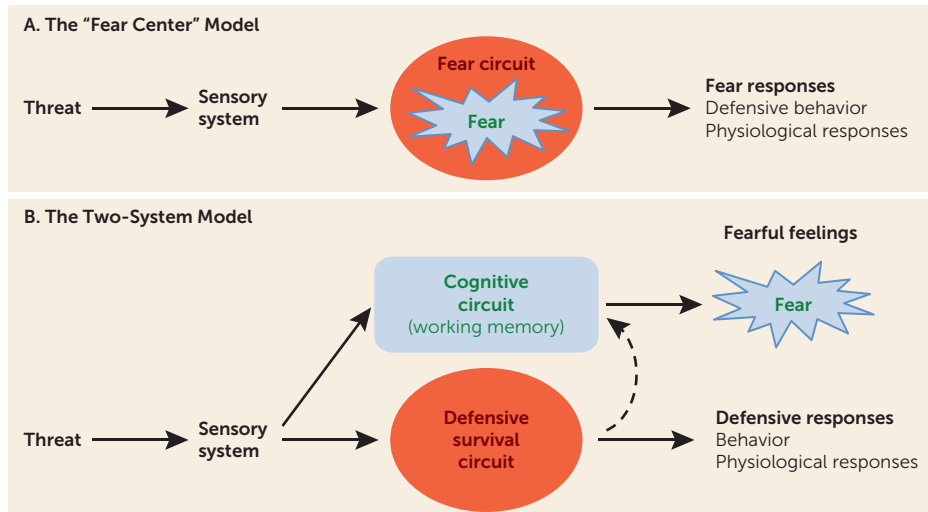 A. The “Fear Center” Model
Threat
Sensory
system
Fear circuit
Fear
Fear responses
Defensive behavior
Physiological responses
B. The Two-System Model
Fearful feelings
Cognitive
circuit
(working memory)
Fear
Threat
Sensory
system
Defensive
survival
circuit
Defensive responses
Behavior
Physiological responses